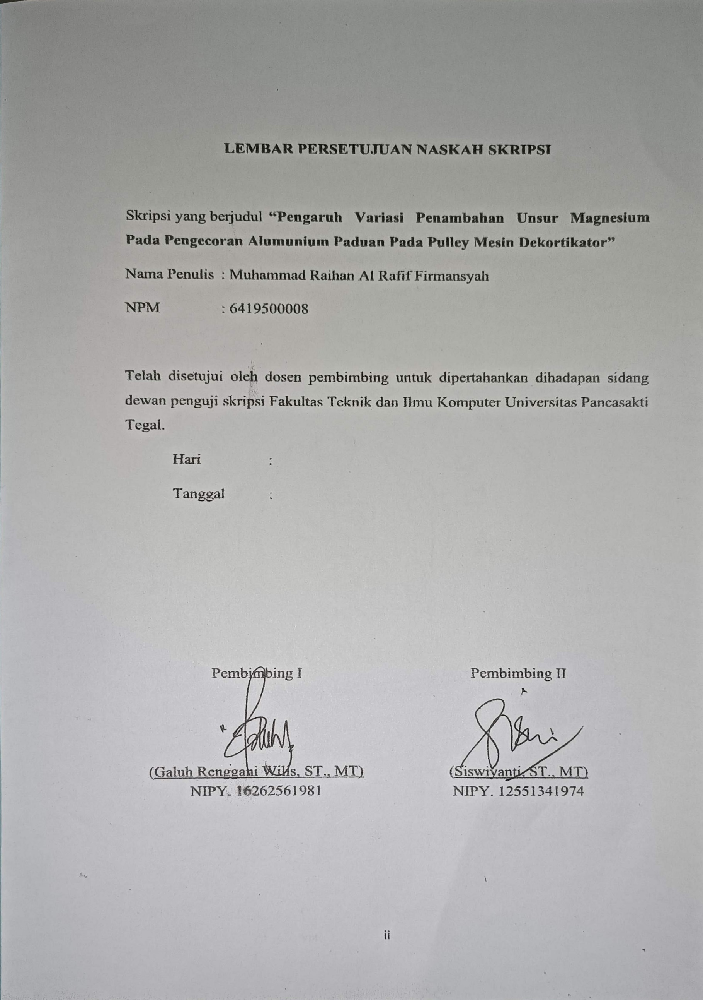 LEMBAR PERSETUJUAN NASKAH SKRIPSI
Skripsi yang berjudul “Pengaruh Variasi Penambahan Unsur Magnesium
Pada Pengecoran Alumunium Paduan Pada Pulley Mesin Dekortikator”
Nama Penulis : Muhammad Raihan Al Rafif Firmansyah
NPM : 6419500008
Telah disetujui oleh dosen pembimbing untuk dipertahankan dihadapan sidang
dewan penguji skripsi Fakultas Teknik dan Ilmu Komputer Universitas Pancasakti
Tegal.
Hari :
Tanggal :
Pembimbing I
(Galuh Renggani Wilis, ST., MT)
NIPY. 16262561981
Pembimbing II
(Siswiyanti, ST., MT)
NIPY. 12551341974
ii